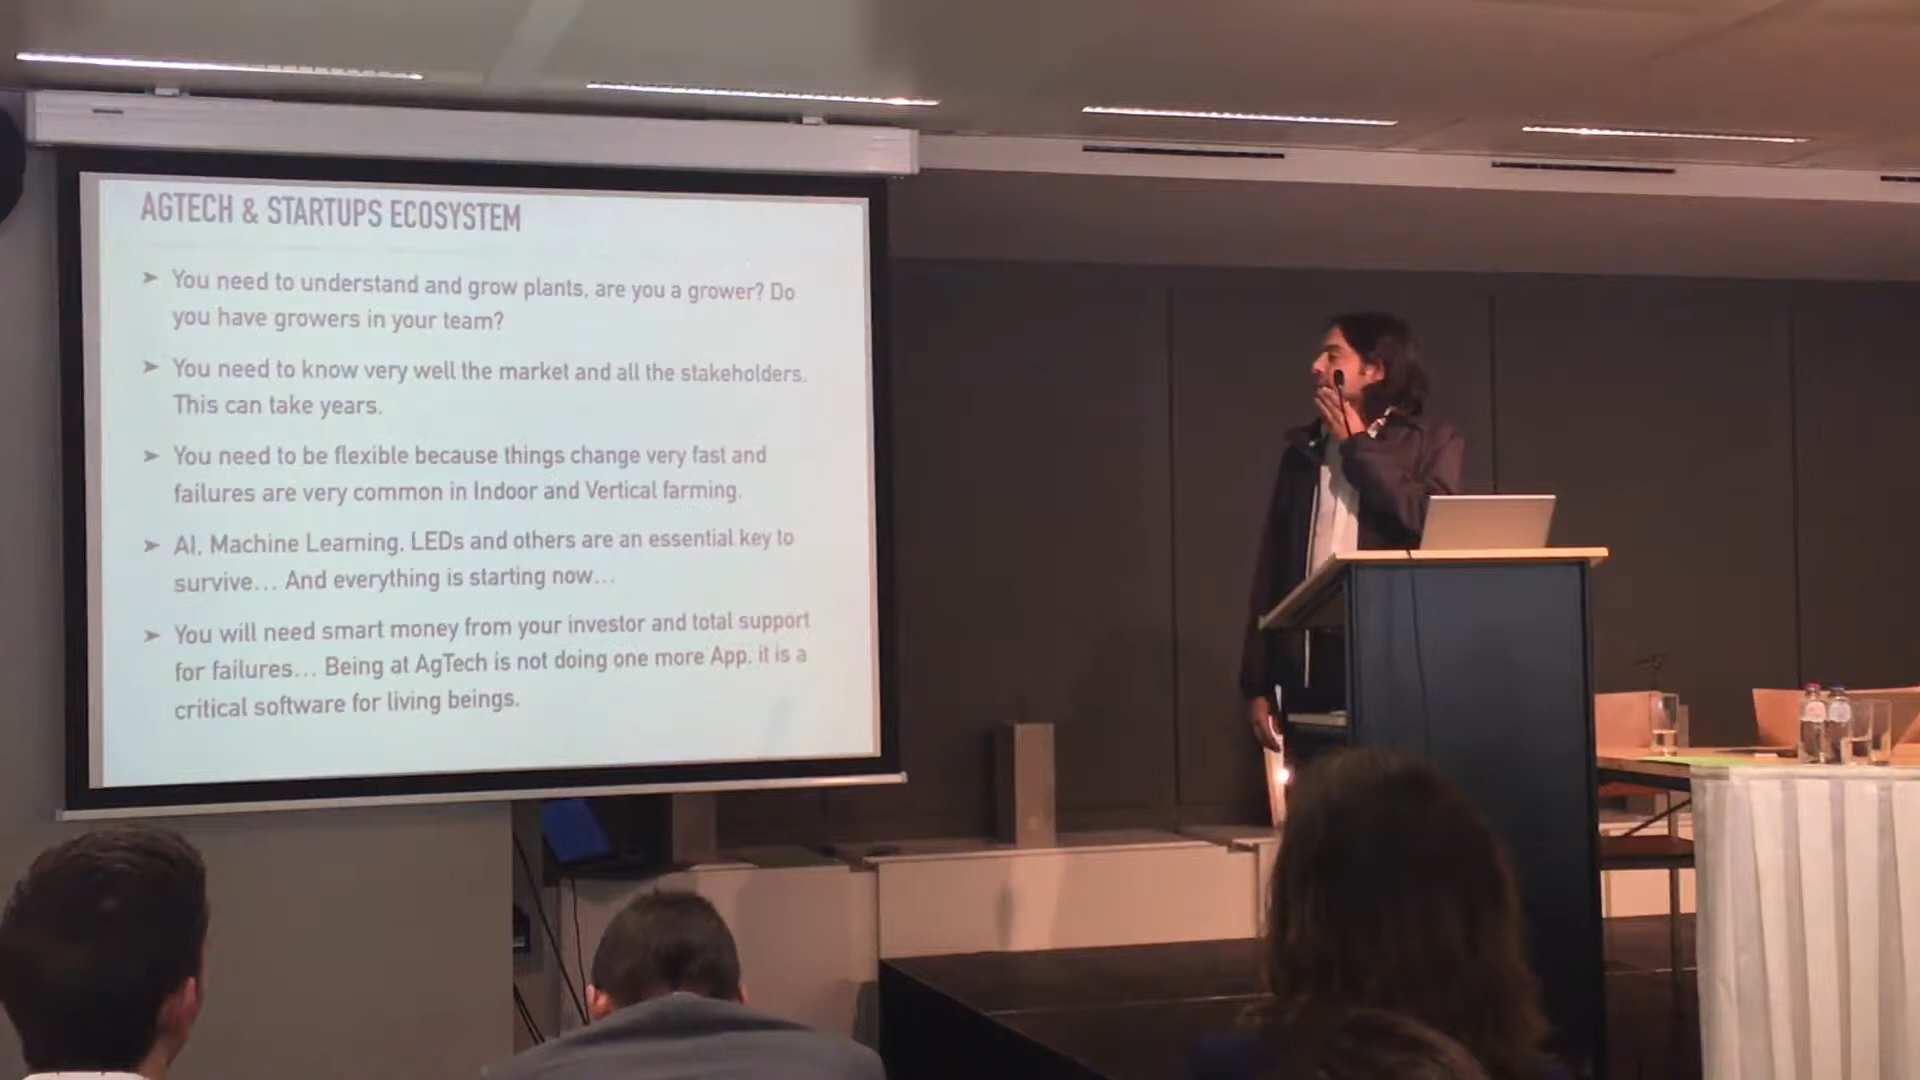 AGTECH & STARTUPS ECOSYSTEM
➤ You need to understand and grow plants, are you a grower? Do
you have growers in your team?
➤ You need to know very well the market and all the stakeholders.
This can take years.
➤ You need to be flexible because things change very fast and
failures are very common in Indoor and Vertical farming.
➤ AI, Machine Learning, LEDs and others are an essential key to
survive... And everything is starting now...
➤ You will need smart money from your investor and total support
for failures... Being at AgTech is not doing one more App, it is a
critical software for living beings.